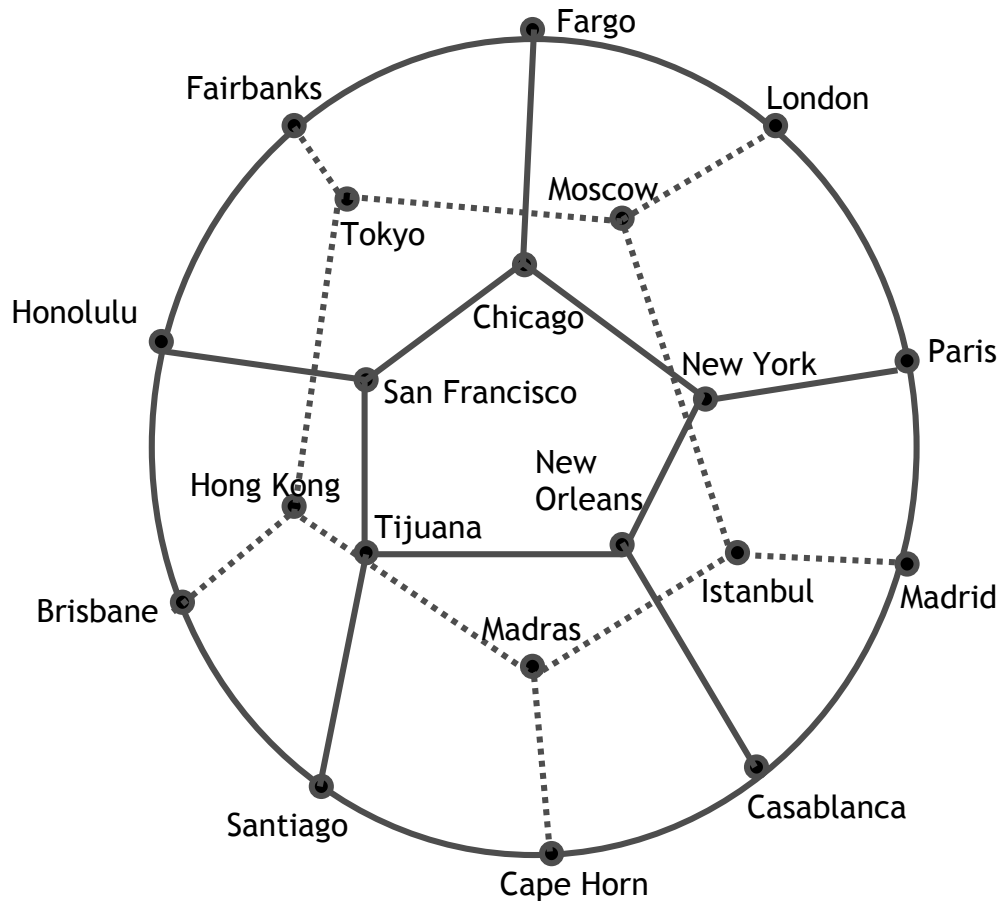 Fargo
Fairbanks
London
Moscow
Tokyo
Honolulu
Chicago
Paris
New York
San Francisco
New
Orleans
Hong Kong
Tijuana
Istanbul
Madrid
Brisbane
Madras
Casablanca
Santiago
Cape Horn